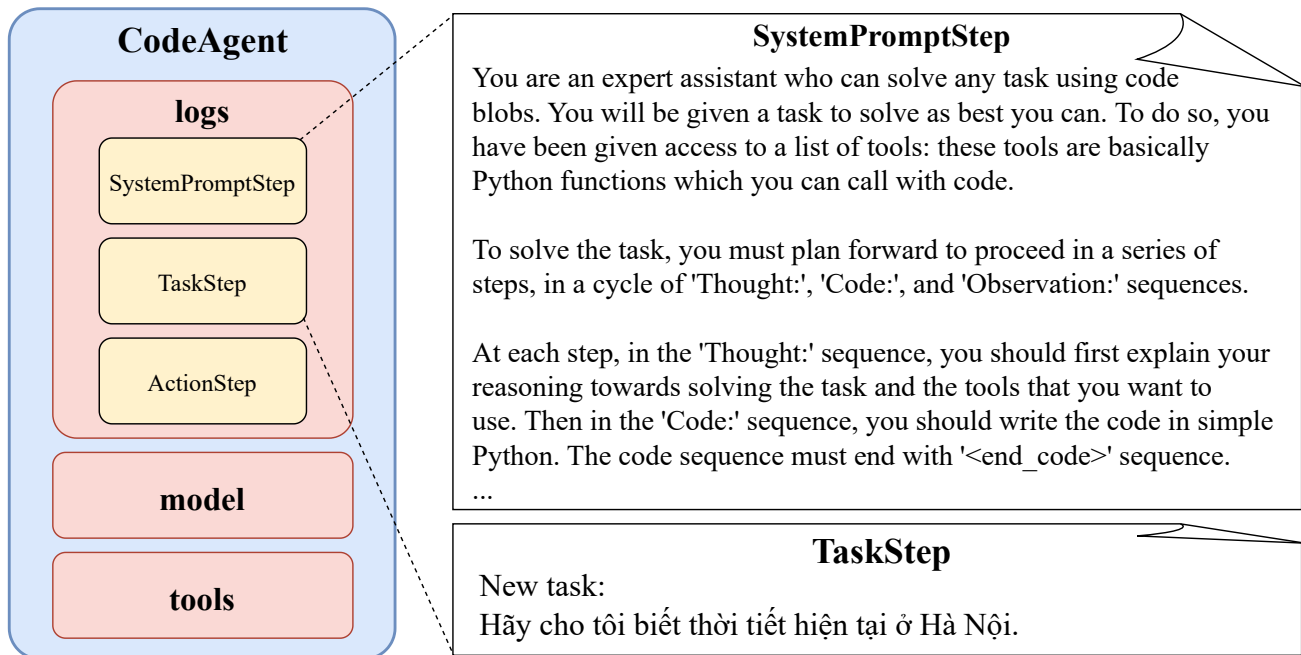 CodeAgent
logs
SystemPromptStep
TaskStep
ActionStep
model
tools
SystemPromptStep
You are an expert assistant who can solve any task using code
blobs. You will be given a task to solve as best you can. To do so, you
have been given access to a list of tools: these tools are basically
Python functions which you can call with code.
To solve the task, you must plan forward to proceed in a series of
steps, in a cycle of 'Thought:', 'Code:', and 'Observation:' sequences.
At each step, in the 'Thought:' sequence, you should first explain your
reasoning towards solving the task and the tools that you want to
use. Then in the 'Code:' sequence, you should write the code in simple
Python. The code sequence must end with '<end_code>' sequence.
...
TaskStep
New task:
Hãy cho tôi biết thời tiết hiện tại ở Hà Nội.